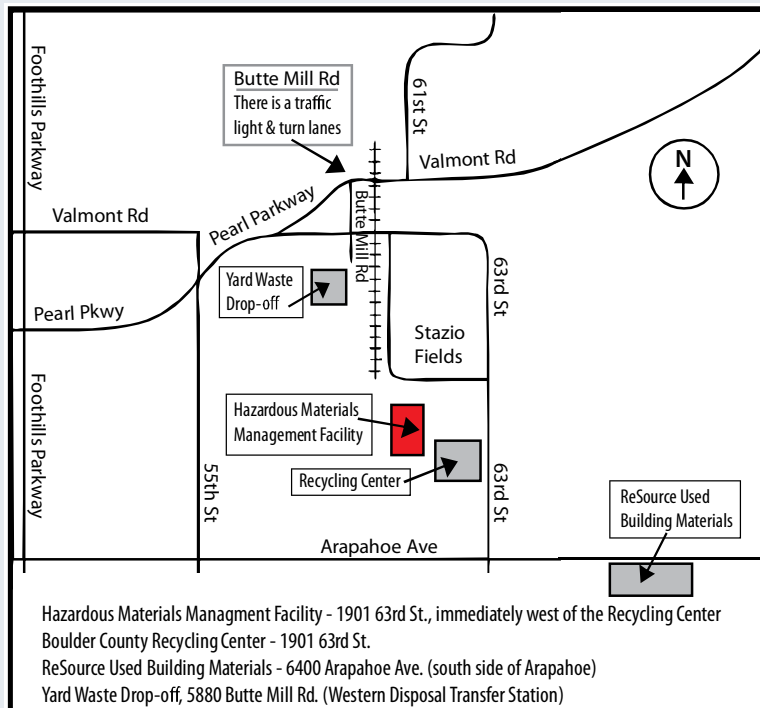 Foothills Parkway
Butte Mill Rd
There is a traffic
light & turn lanes
61st St
Valmont Rd
N
Valmont Rd
Pearl Parkway
Butte Mill Rd
Yard Waste
Drop-off
63rd St
Pearl Pkwy
Stazio
Fields
Foothills Parkway
Hazardous Materials
Management Facility
Recycling Center
55th St
63rd St
ReSource Used
Building Materials
Arapahoe Ave
Hazardous Materials Managment Facility - 1901 63rd St., immediately west of the Recycling Center
Boulder County Recycling Center - 1901 63rd St.
ReSource Used Building Materials - 6400 Arapahoe Ave. (south side of Arapahoe)
Yard Waste Drop-off, 5880 Butte Mill Rd. (Western Disposal Transfer Station)